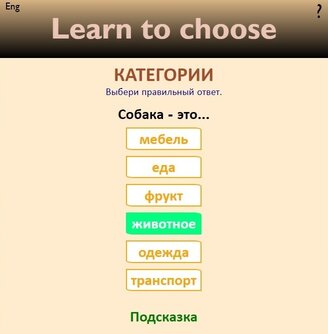 Eng
?
Learn to choose
КАТЕГОРИИ
Выбери правильный ответ.
Собака - это...
мебель
еда
фрукт
животное
одежда
транспорт
Подсказка